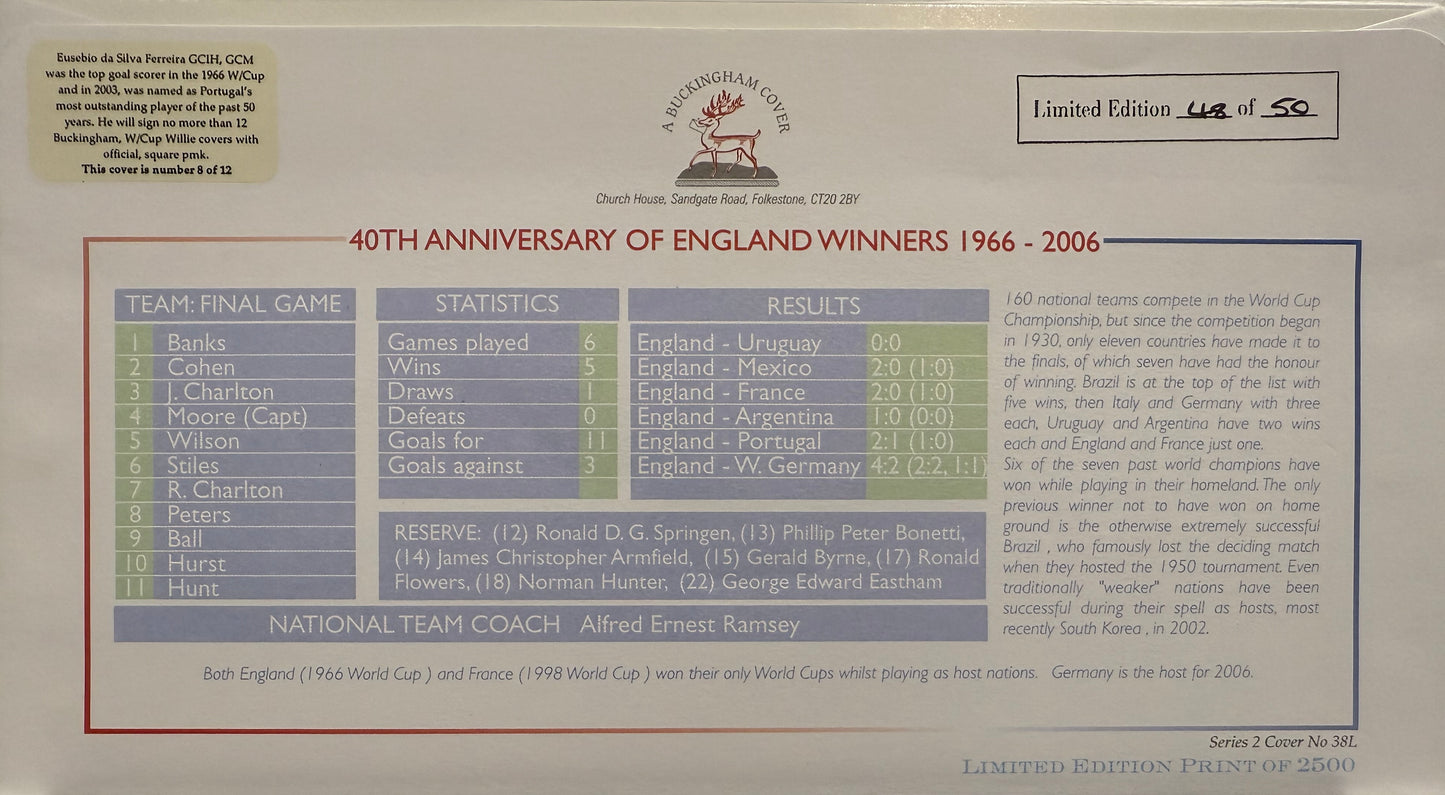 Eusebio da Silva Ferreira GCIH, GCM
was the top goal scorer in the 1966 W/Cup
and in 2003, was named as Portugal's
most outstanding player of the past 50
years. He will sign no more than 12
Buckingham, W/Cup Willie covers with
official, square pmk.
This cover is number 8 of 12
A BUCKINGHAM COVER
Church House, Sandgate Road, Folkestone, CT20 2BY
Limited Edition 48 of 50
40TH ANNIVERSARY OF ENGLAND WINNERS 1966 - 2006
TEAM: FINAL GAME
1 Banks
2 Cohen
3 J. Charlton
4 Moore (Capt)
5 Wilson
6 Stiles
7 R. Charlton
8 Peters
9 Ball
10 Hurst
11 Hunt
STATISTICS
Games played 6
Wins 5
Draws 1
Defeats 0
Goals for 11
Goals against 3
RESULTS
England - Uruguay 0:0
England - Mexico 2:0 (1:0)
England - France 2:0 (1:0)
England - Argentina 1:0 (0:0)
England - Portugal 2:1 (1:0)
England - W. Germany 4:2 (2:2, 1:1)
RESERVE: (12) Ronald D. G. Springen, (13) Phillip Peter Bonetti,
(14) James Christopher Armfield, (15) Gerald Byrne, (17) Ronald
Flowers, (18) Norman Hunter, (22) George Edward Eastham
NATIONAL TEAM COACH Alfred Ernest Ramsey
160 national teams compete in the World Cup
Championship, but since the competition began
in 1930, only eleven countries have made it to
the finals, of which seven have had the honour
of winning. Brazil is at the top of the list with
five wins, then Italy and Germany with three
each, Uruguay and Argentina have two wins
each and England and France just one.
Six of the seven past world champions have
won while playing in their homeland. The only
previous winner not to have won on home
ground is the otherwise extremely successful
Brazil , who famously lost the deciding match
when they hosted the 1950 tournament. Even
traditionally "weaker" nations have been
successful during their spell as hosts, most
recently South Korea , in 2002.
Both England (1966 World Cup ) and France (1998 World Cup ) won their only World Cups whilst playing as host nations. Germany is the host for 2006.
Series 2 Cover No 38L
LIMITED EDITION PRINT OF 2500